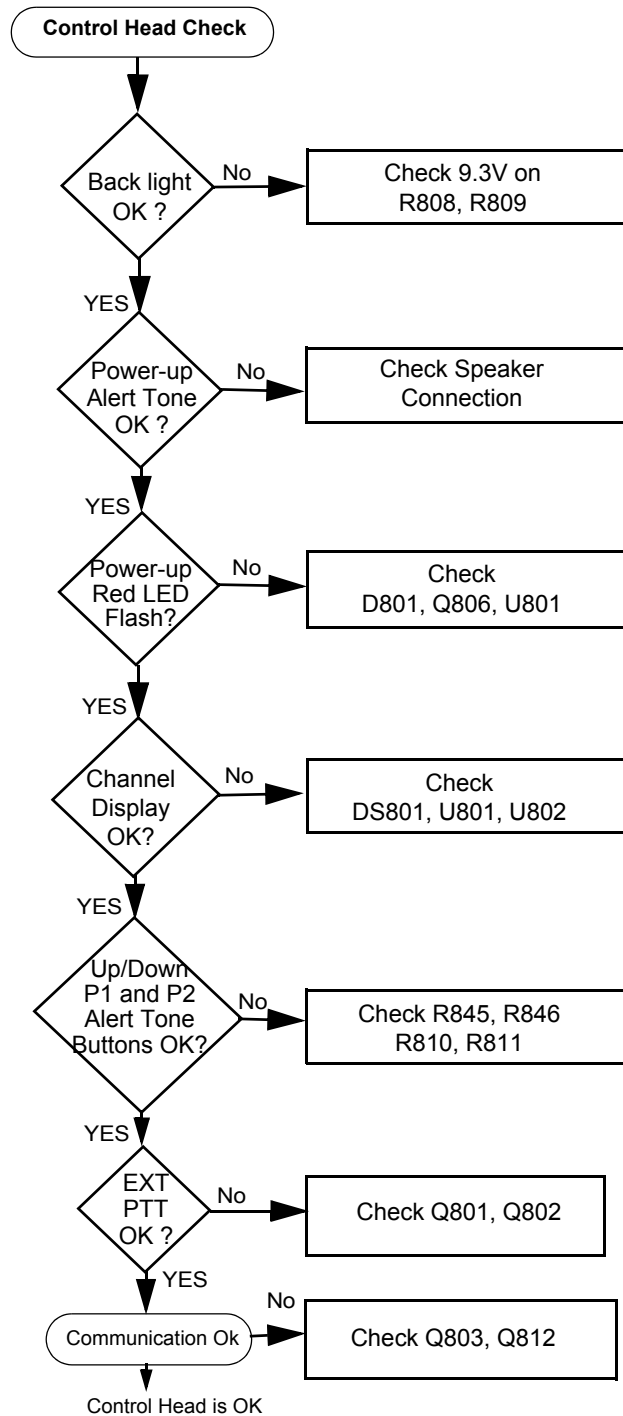 Control Head Check
Back light
OK ?
No
Check 9.3V on
R808, R809
YES
Power-up
Alert Tone
OK ?
No
Check Speaker
Connection
YES
Power-up
Red LED
Flash?
No
Check
D801, Q806, U801
YES
Channel
Display
OK?
No
Check
DS801, U801, U802
YES
Up/Down
P1 and P2
Alert Tone
Buttons OK?
No
Check R845, R846
R810, R811
YES
EXT
PTT
OK ?
No
Check Q801, Q802
YES
Communication Ok
No
Check Q803, Q812
Control Head is OK